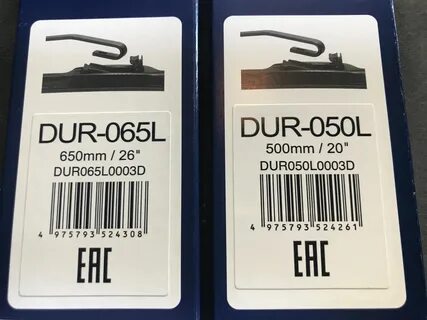 DUR-065L
650mm / 26"
DUR065L0003D
4 975793 524308
EAC
DUR-050L
500mm / 20"
DUR050L0003D
4 975793 524261
EAC